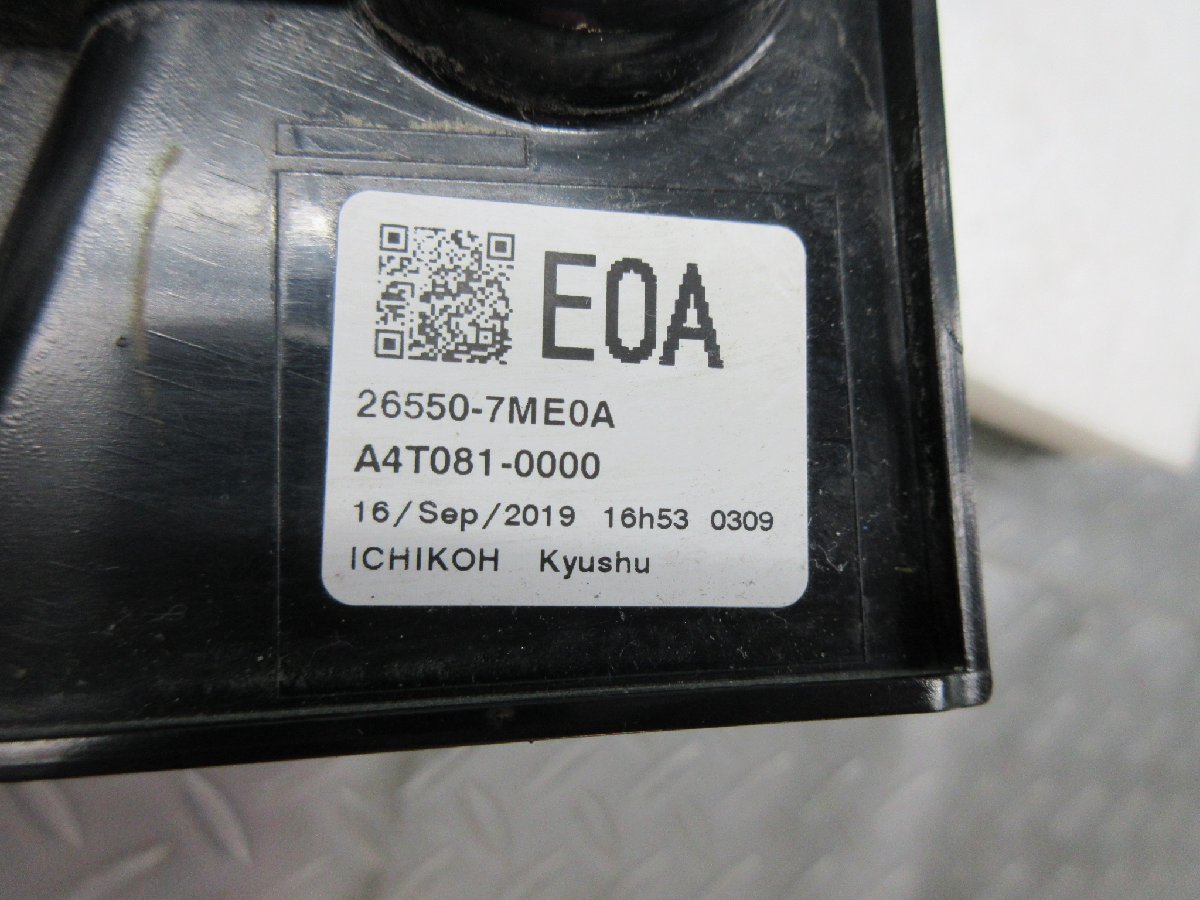 E0A
26550-7ME0A
A4T081-0000
16/Sep/2019 16h53 0309
ICHIKOH Kyushu